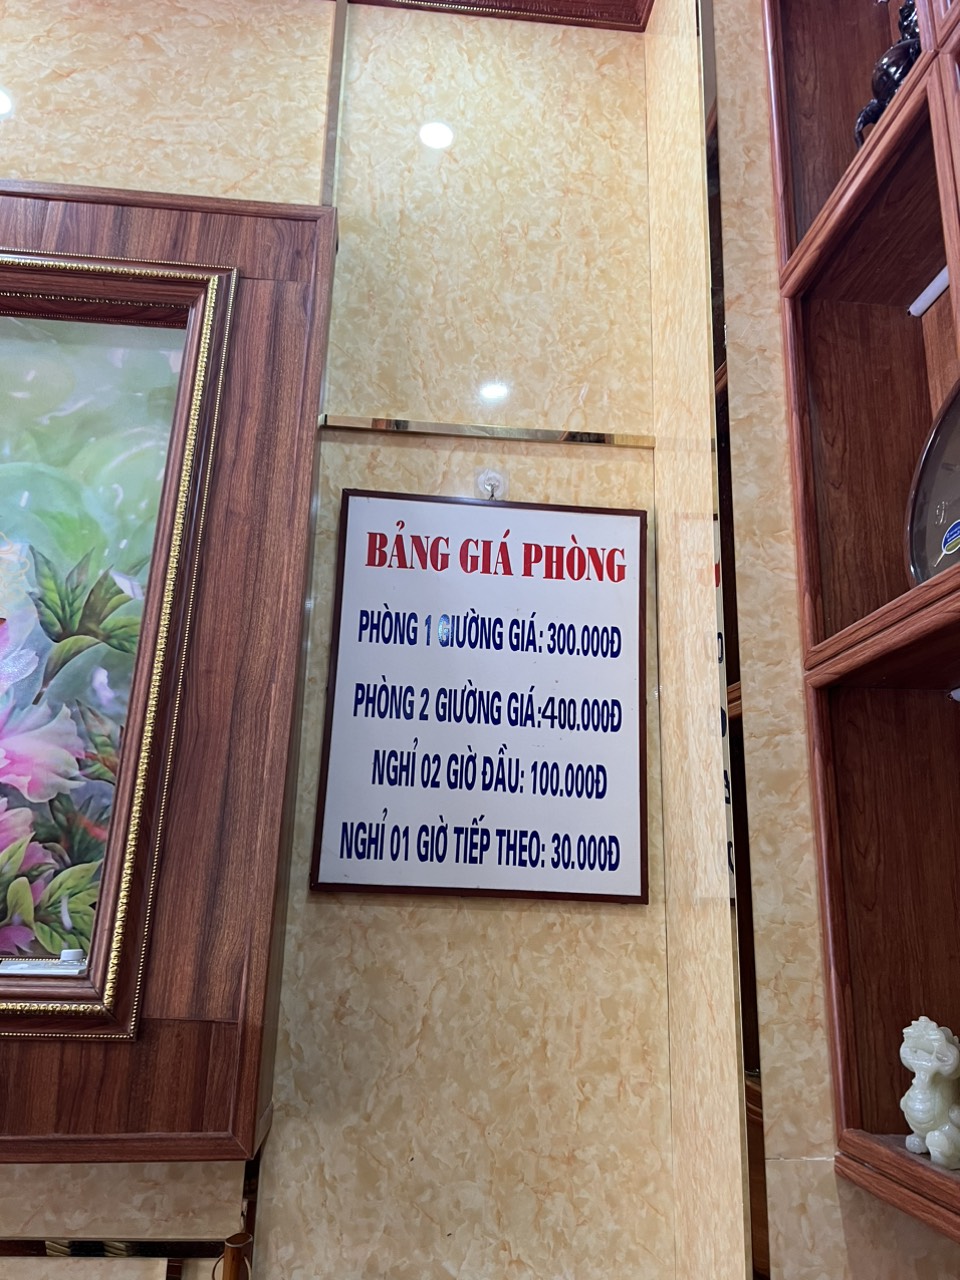 BẢNG GIÁ PHÒNG
PHÒNG 1 GIƯỜNG GIÁ: 300.000Đ
PHÒNG 2 GIƯỜNG GIÁ:400.000Đ
NGHỈ 02 GIỜ ĐẦU: 100.000Đ
NGHỈ 01 GIỜ TIẾP THEO: 30.000Đ